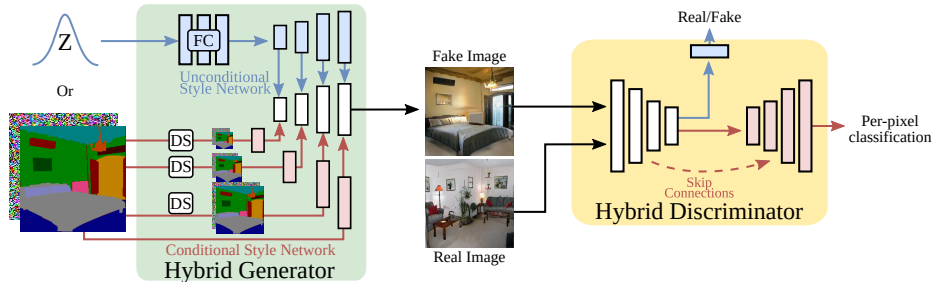 Z
Or
FC
Unconditional
Style Network
DS
DS
DS
Conditional Style Network
Hybrid Generator
Fake Image
Real Image
Real/Fake
Skip
Connections
Hybrid Discriminator
Per-pixel
classification